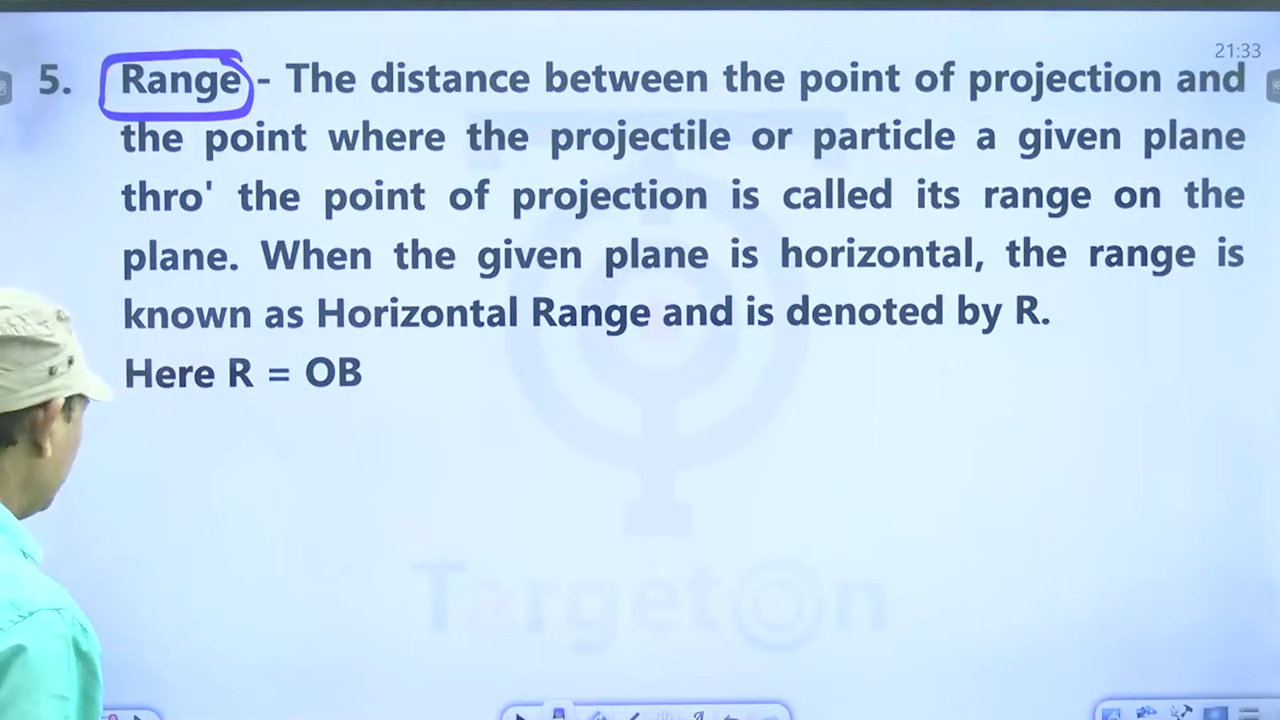 21:33
5. Range - The distance between the point of projection and
the point where the projectile or particle a given plane
thro' the point of projection is called its range on the
plane. When the given plane is horizontal, the range is
known as Horizontal Range and is denoted by R.
Here R = OB
TargetOn